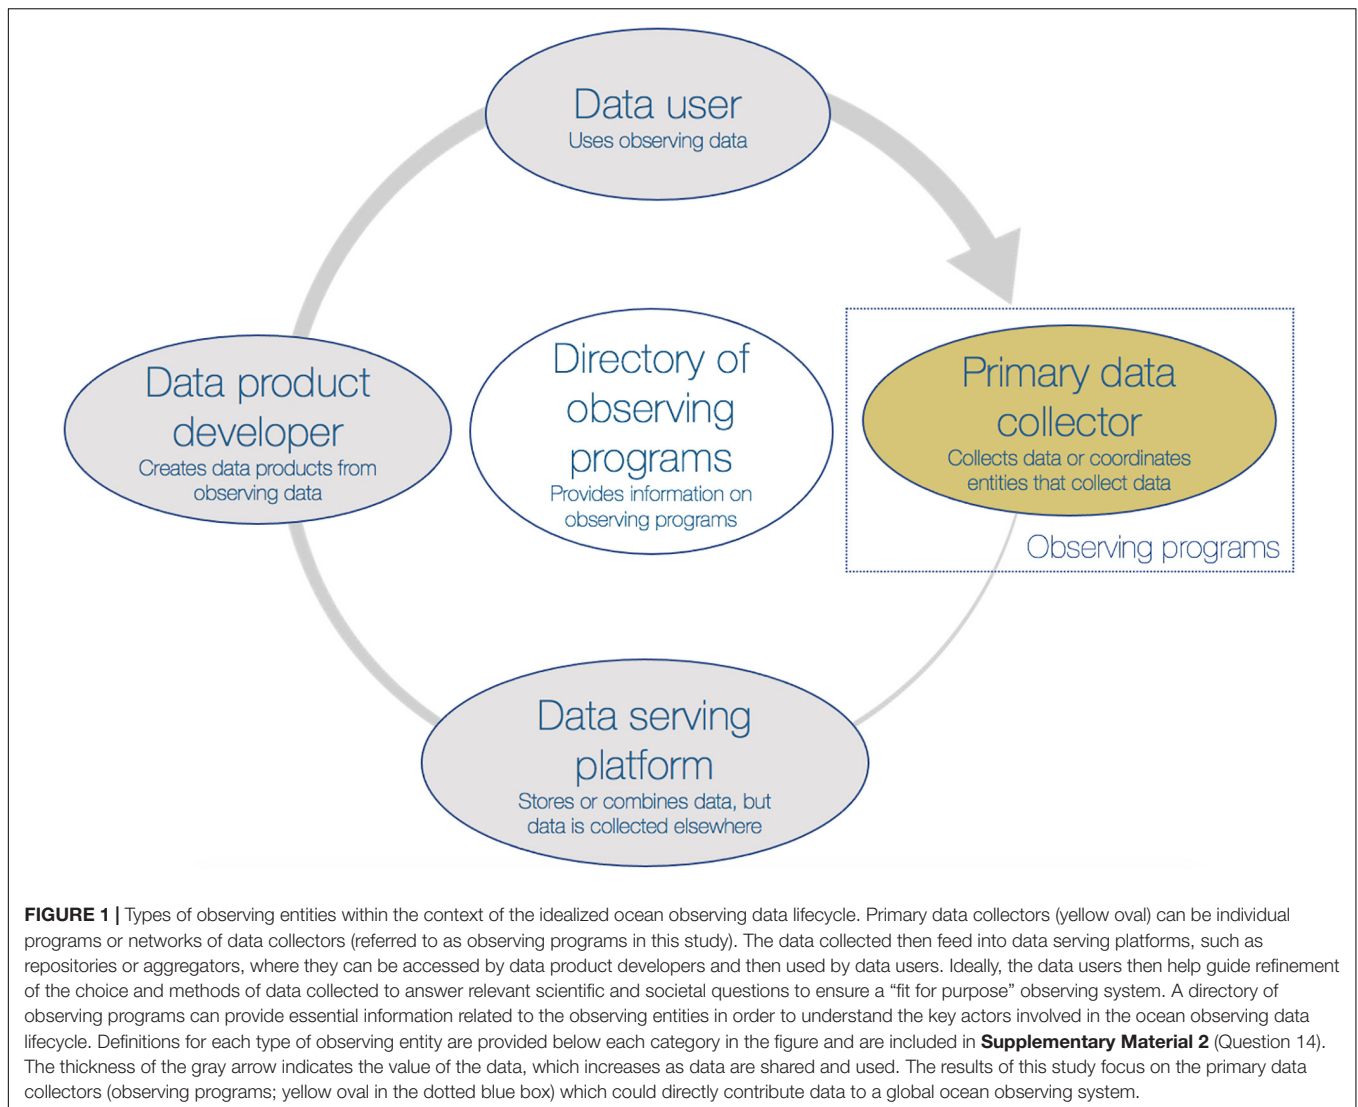 Data user
Uses observing data
Directory of
observing
programs
Provides information on
observing programs
Data product
developer
Creates data products from
observing data
Primary data
collector
Collects data or coordinates
entities that collect data
Observing programs
Data serving
platform
Stores or combines data, but
data is collected elsewhere
FIGURE 1 | Types of observing entities within the context of the idealized ocean observing data lifecycle. Primary data collectors (yellow oval) can be individual
programs or networks of data collectors (referred to as observing programs in this study). The data collected then feed into data serving platforms, such as
repositories or aggregators, where they can be accessed by data product developers and then used by data users. Ideally, the data users then help guide refinement
of the choice and methods of data collected to answer relevant scientific and societal questions to ensure a “fit for purpose” observing system. A directory of
observing programs can provide essential information related to the observing entities in order to understand the key actors involved in the ocean observing data
lifecycle. Definitions for each type of observing entity are provided below each category in the figure and are included in Supplementary Material 2 (Question 14).
The thickness of the gray arrow indicates the value of the data, which increases as data are shared and used. The results of this study focus on the primary data
collectors (observing programs; yellow oval in the dotted blue box) which could directly contribute data to a global ocean observing system.